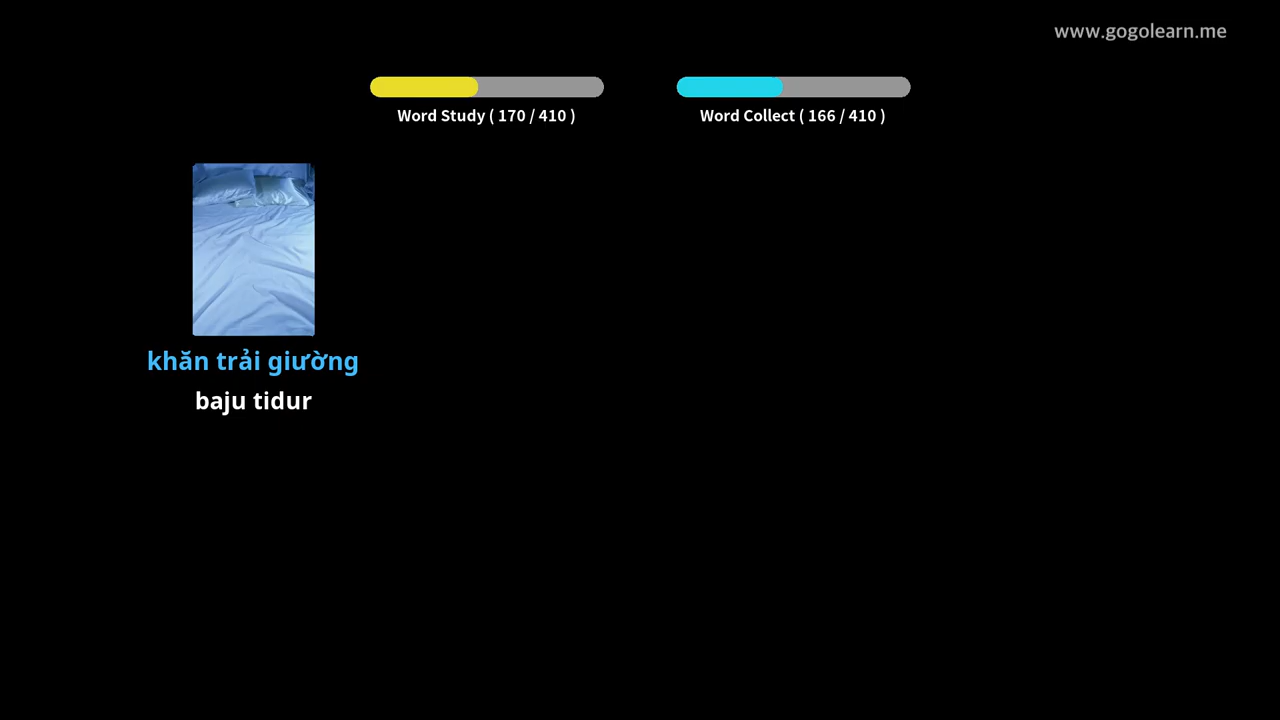 www.gogolearn.me
Word Study ( 170 / 410 )
Word Collect ( 166 / 410 )
khăn trải giường
baju tidur